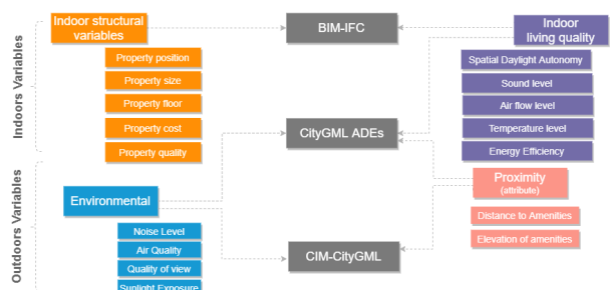 Indoors Variables
Outdoors Variables
Indoor structural
variables
Property position
Property size
Property floor
Property cost
Property quality
Environmental
Noise Level
Air Quality
Quality of view
Sunlight Exposure
BIM-IFC
CityGML ADEs
CIM-CityGML
Indoor
living quality
Spatial Daylight Autonomy
Sound level
Air flow level
Temperature level
Energy Efficiency
Proximity
(attribute)
Distance to Amenities
Elevation of amenities